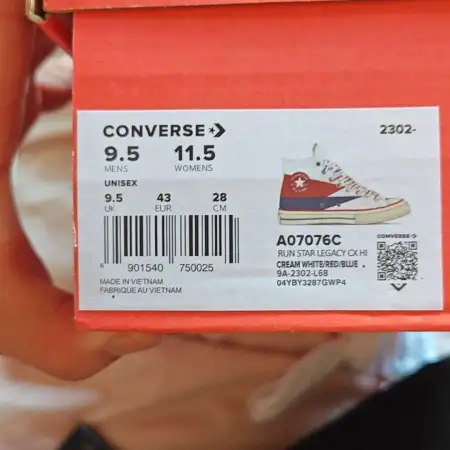 CONVERSE
2302-
9.5 11.5
MENS WOMENS
UNISEX
9.5 43 28
UK EUR CM
6 901540 750025
MADE IN VIETNAM
FABRIQUE AU VIETNAM
A07076C
RUN STAR LEGACY CX HI
CREAM WHITE/RED/BLUE
9A-2302-L68
04YBY3287GWP4
CONVERSE